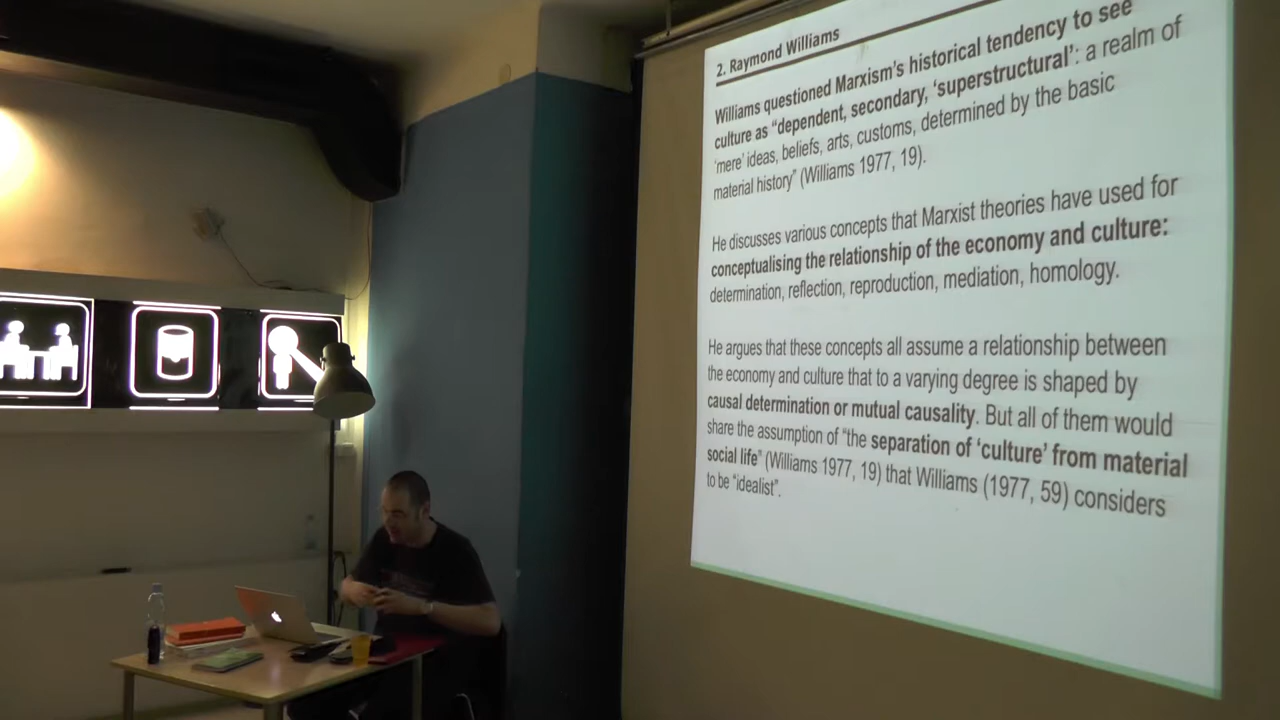 2. Raymond Williams
Williams questioned Marxism's historical tendency to see
culture as "dependent, secondary, 'superstructural': a realm of
'mere' ideas, beliefs, arts, customs, determined by the basic
material history" (Williams 1977, 19).
He discusses various concepts that Marxist theories have used for
conceptualising the relationship of the economy and culture:
determination, reflection, reproduction, mediation, homology.
He argues that these concepts all assume a relationship between
the economy and culture that to a varying degree is shaped by
causal determination or mutual causality. But all of them would
share the assumption of "the separation of 'culture' from material
social life" (Williams 1977, 19) that Williams (1977, 59) considers
to be "idealist".